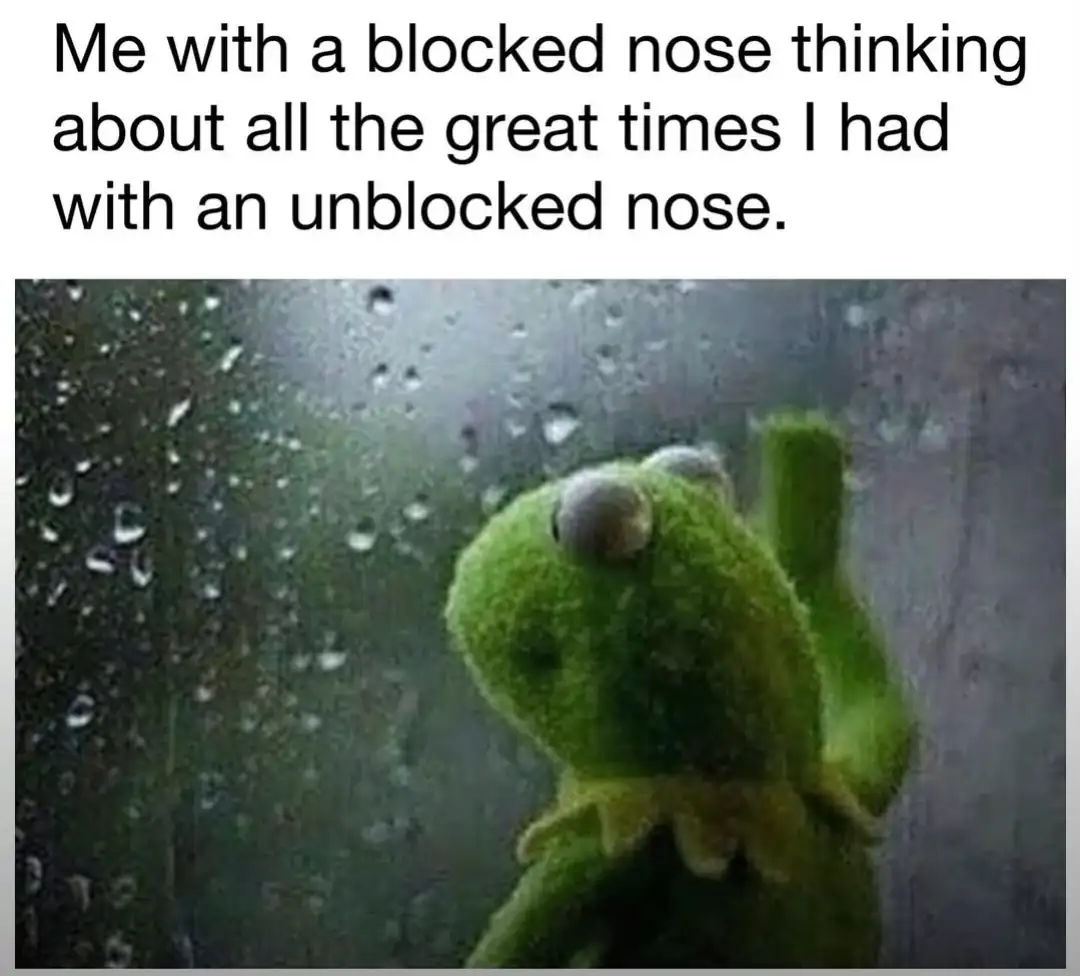 Me with a blocked nose thinking
about all the great times I had
with an unblocked nose.